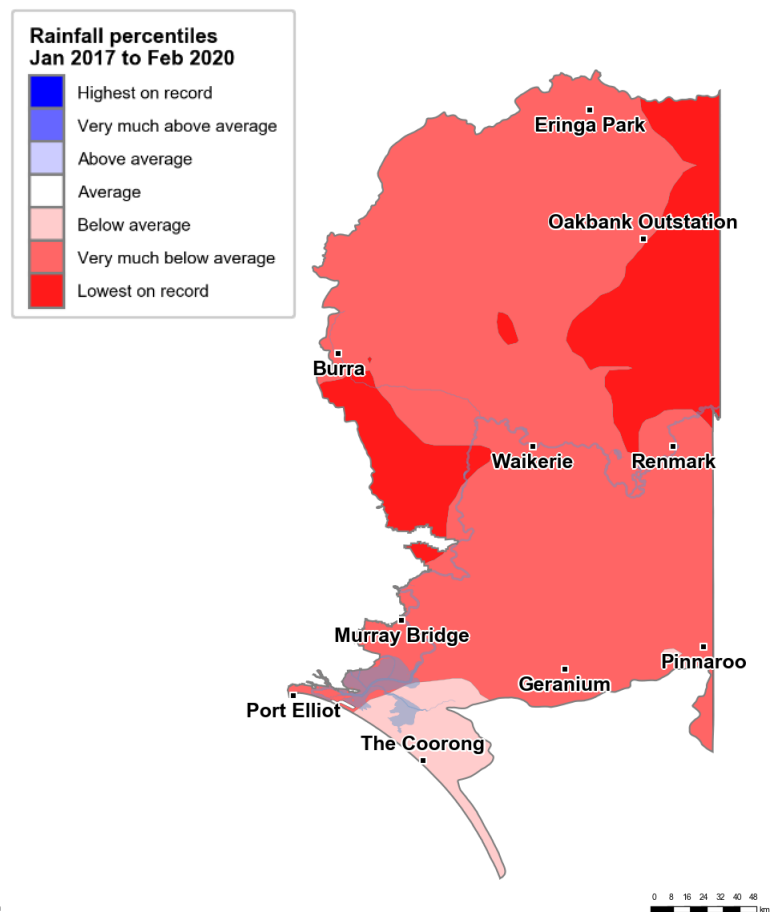 Rainfall percentiles
Jan 2017 to Feb 2020
Highest on record
Very much above average
Above average
Average
Below average
Very much below average
Lowest on record
Eringa Park
Oakbank Outstation
Burra
Waikerie
Renmark
Murray Bridge
Pinnaroo
Geranium
Port Elliot
The Coorong
0 8 16 24 32 40 48
km